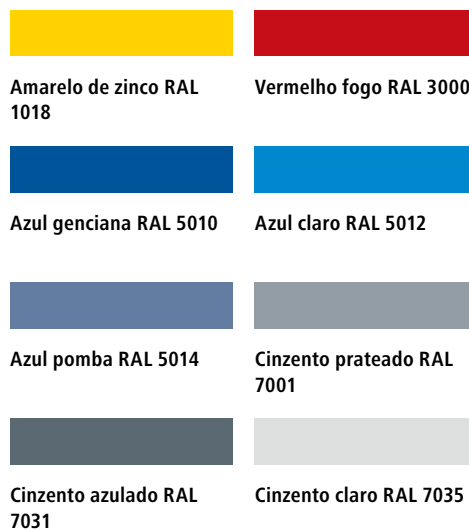 Amarelo de zinco RAL
1018
Vermelho fogo RAL 3000
Azul genciana RAL 5010
Azul claro RAL 5012
Azul pomba RAL 5014
Cinzento prateado RAL
7001
Cinzento azulado RAL
7031
Cinzento claro RAL 7035